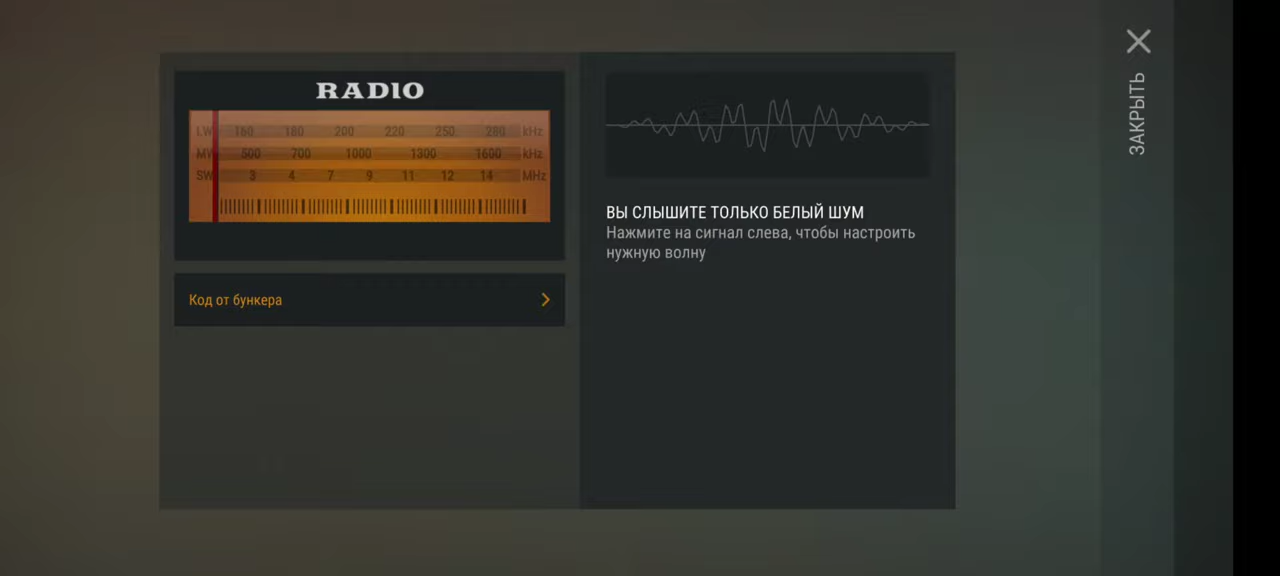 RADIO
LW 160 180 200 220 250 280 kHz
MW 500 700 1000 1300 1600 kHz
SW 3 4 7 9 11 12 14 MHz
Код от бункера
ВЫ СЛЫШИТЕ ТОЛЬКО БЕЛЫЙ ШУМ
Нажмите на сигнал слева, чтобы настроить
нужную волну
ЗАКРЫТЬ